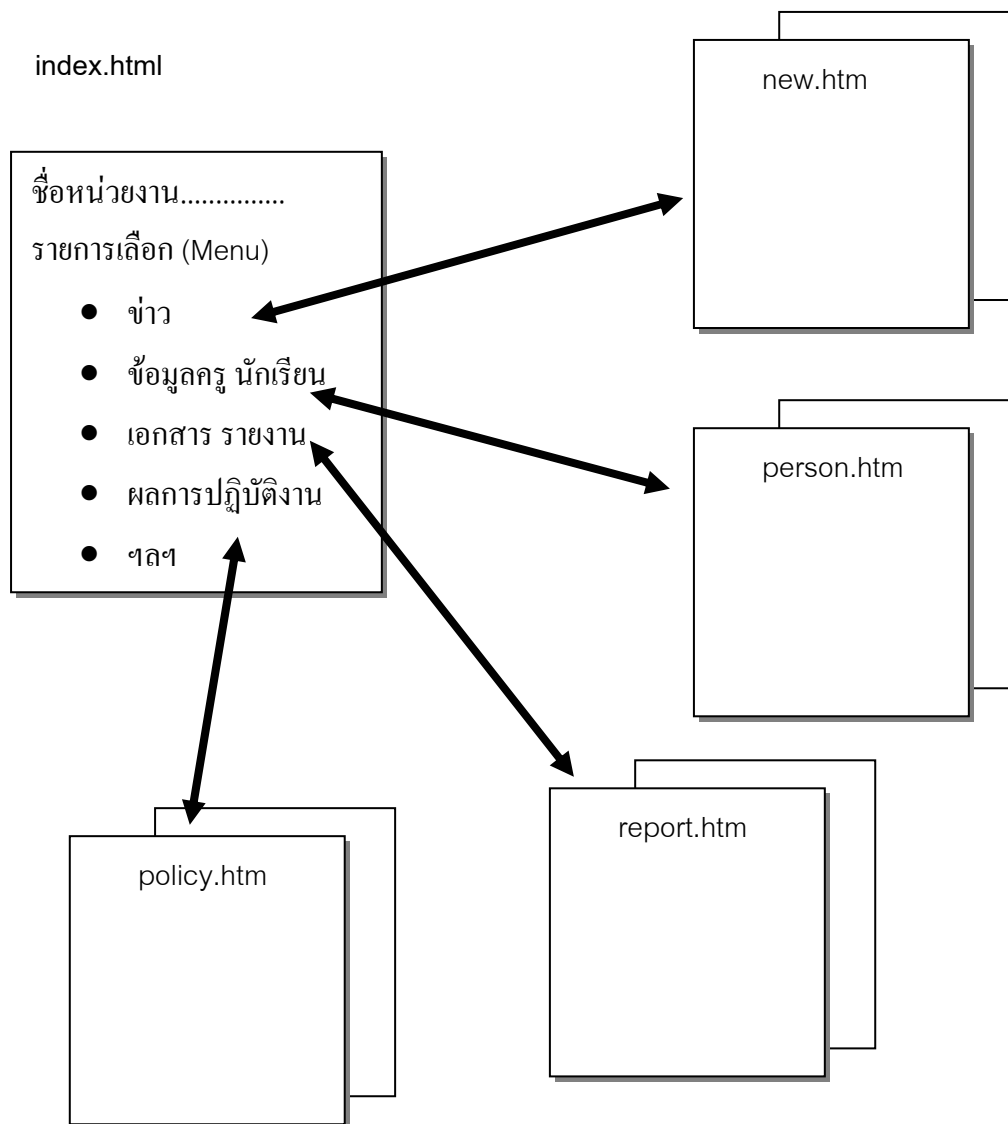 index.html
ชื่อหน่วยงาน...............
รายการเลือก (Menu)
● ข่าว
● ข้อมูลครู นักเรียน
● เอกสาร รายงาน
● ผลการปฏิบัติงาน
● ฯลฯ
new.htm
person.htm
report.htm
policy.htm